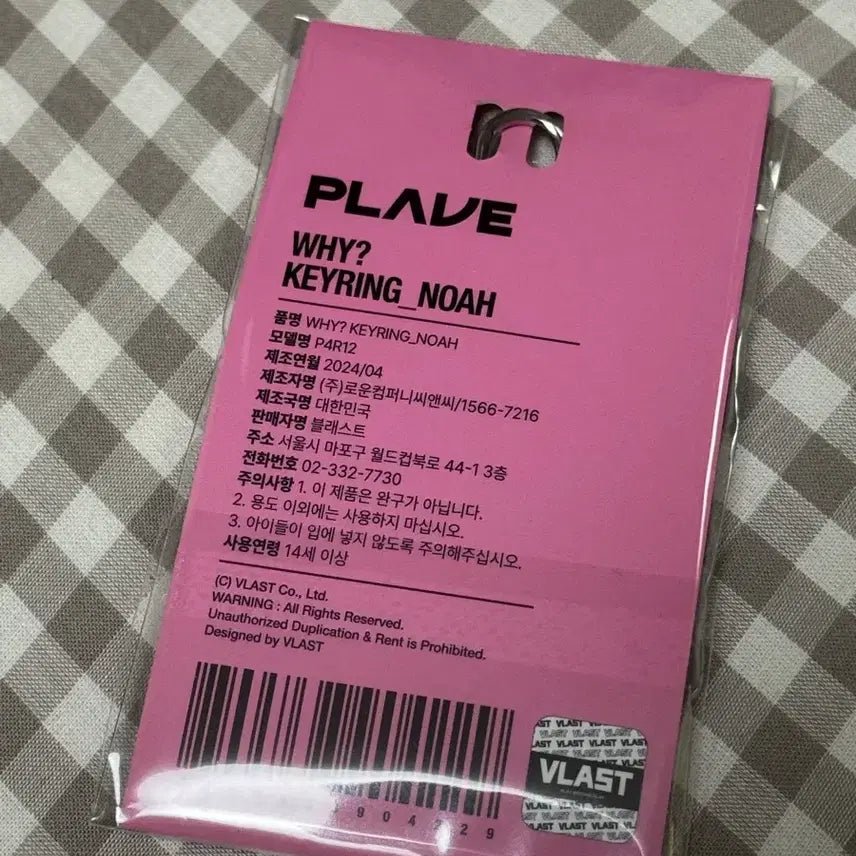 PLAVE
WHY?
KEYRING_NOAH
품명 WHY? KEYRING_NOAH
모델명 P4R12
제조연월 2024/04
제조자명 (주)로운컴퍼니씨앤씨/1566-7216
제조국명 대한민국
판매자명 블래스트
주소 서울시 마포구 월드컵북로 44-1 3층
전화번호 02-332-7730
주의사항 1. 이 제품은 완구가 아닙니다.
2. 용도 이외에는 사용하지 마십시오.
3. 아이들이 입에 넣지 않도록 주의해주십시오.
사용연령 14세 이상
(C) VLAST Co., Ltd.
WARNING : All Rights Reserved.
Unauthorized Duplication & Rent is Prohibited.
Designed by VLAST
VLAST